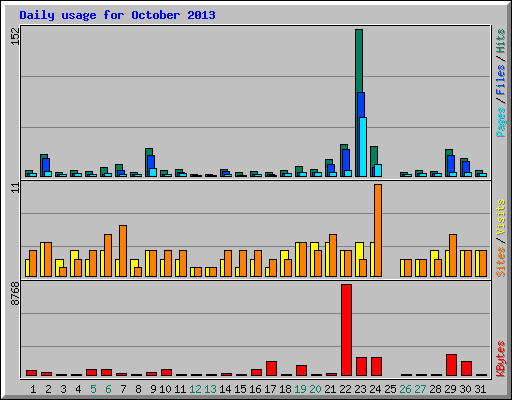 Daily usage for October 2013
152
11
8768
Pages / Files / Hits
Sites / Visits
KBytes
1 2 3 4 5 6 7 8 9 10 11 12 13 14 15 16 17 18 19 20 21 22 23 24 25 26 27 28 29 30 31